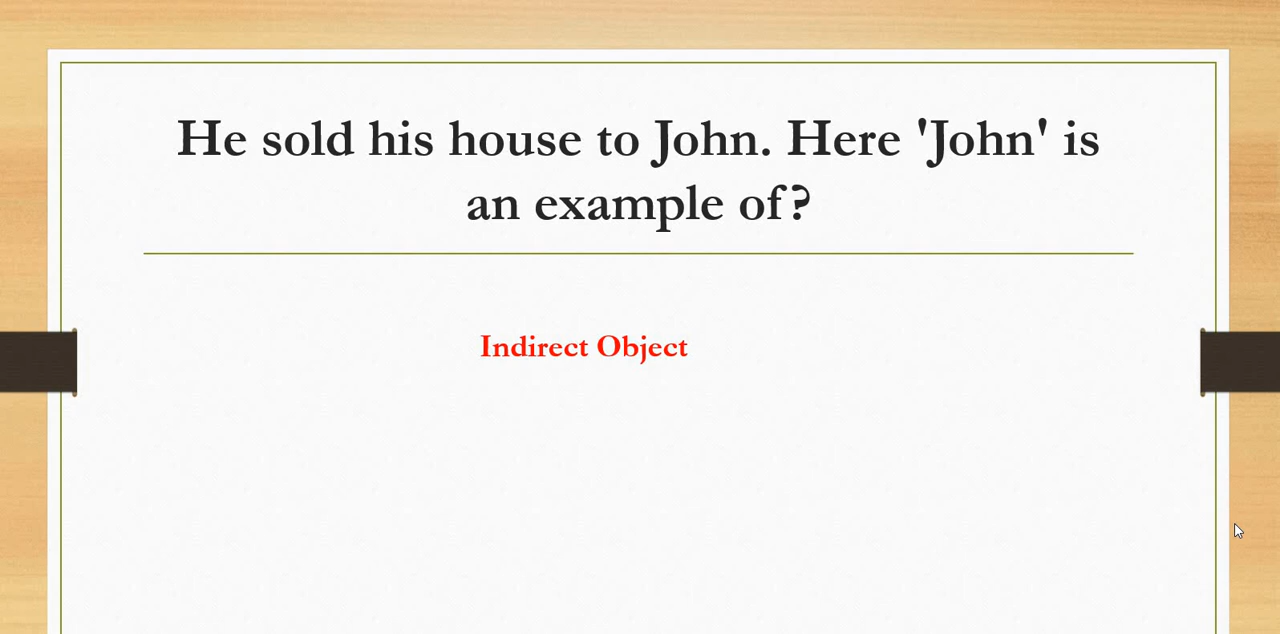 He sold his house to John. Here 'John' is
an example of?
Indirect Object